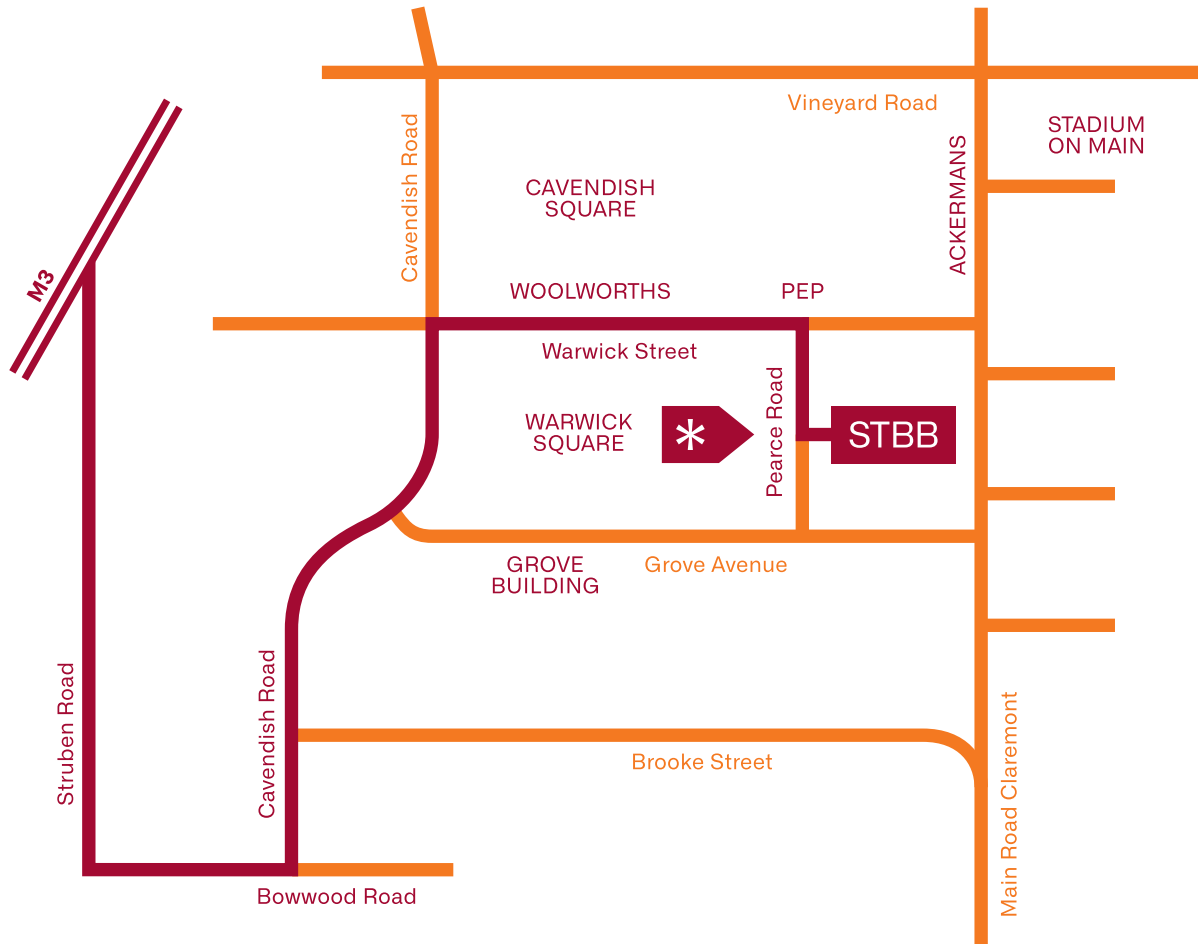 Vineyard Road
STADIUM
ON MAIN
Cavendish Road
ACKERMANS
CAVENDISH
SQUARE
M3
WOOLWORTHS
PEP
Warwick Street
Pearce Road
WARWICK
SQUARE
*
STBB
GROVE
BUILDING
Grove Avenue
Struben Road
Cavendish Road
Brooke Street
Main Road Claremont
Bowwood Road